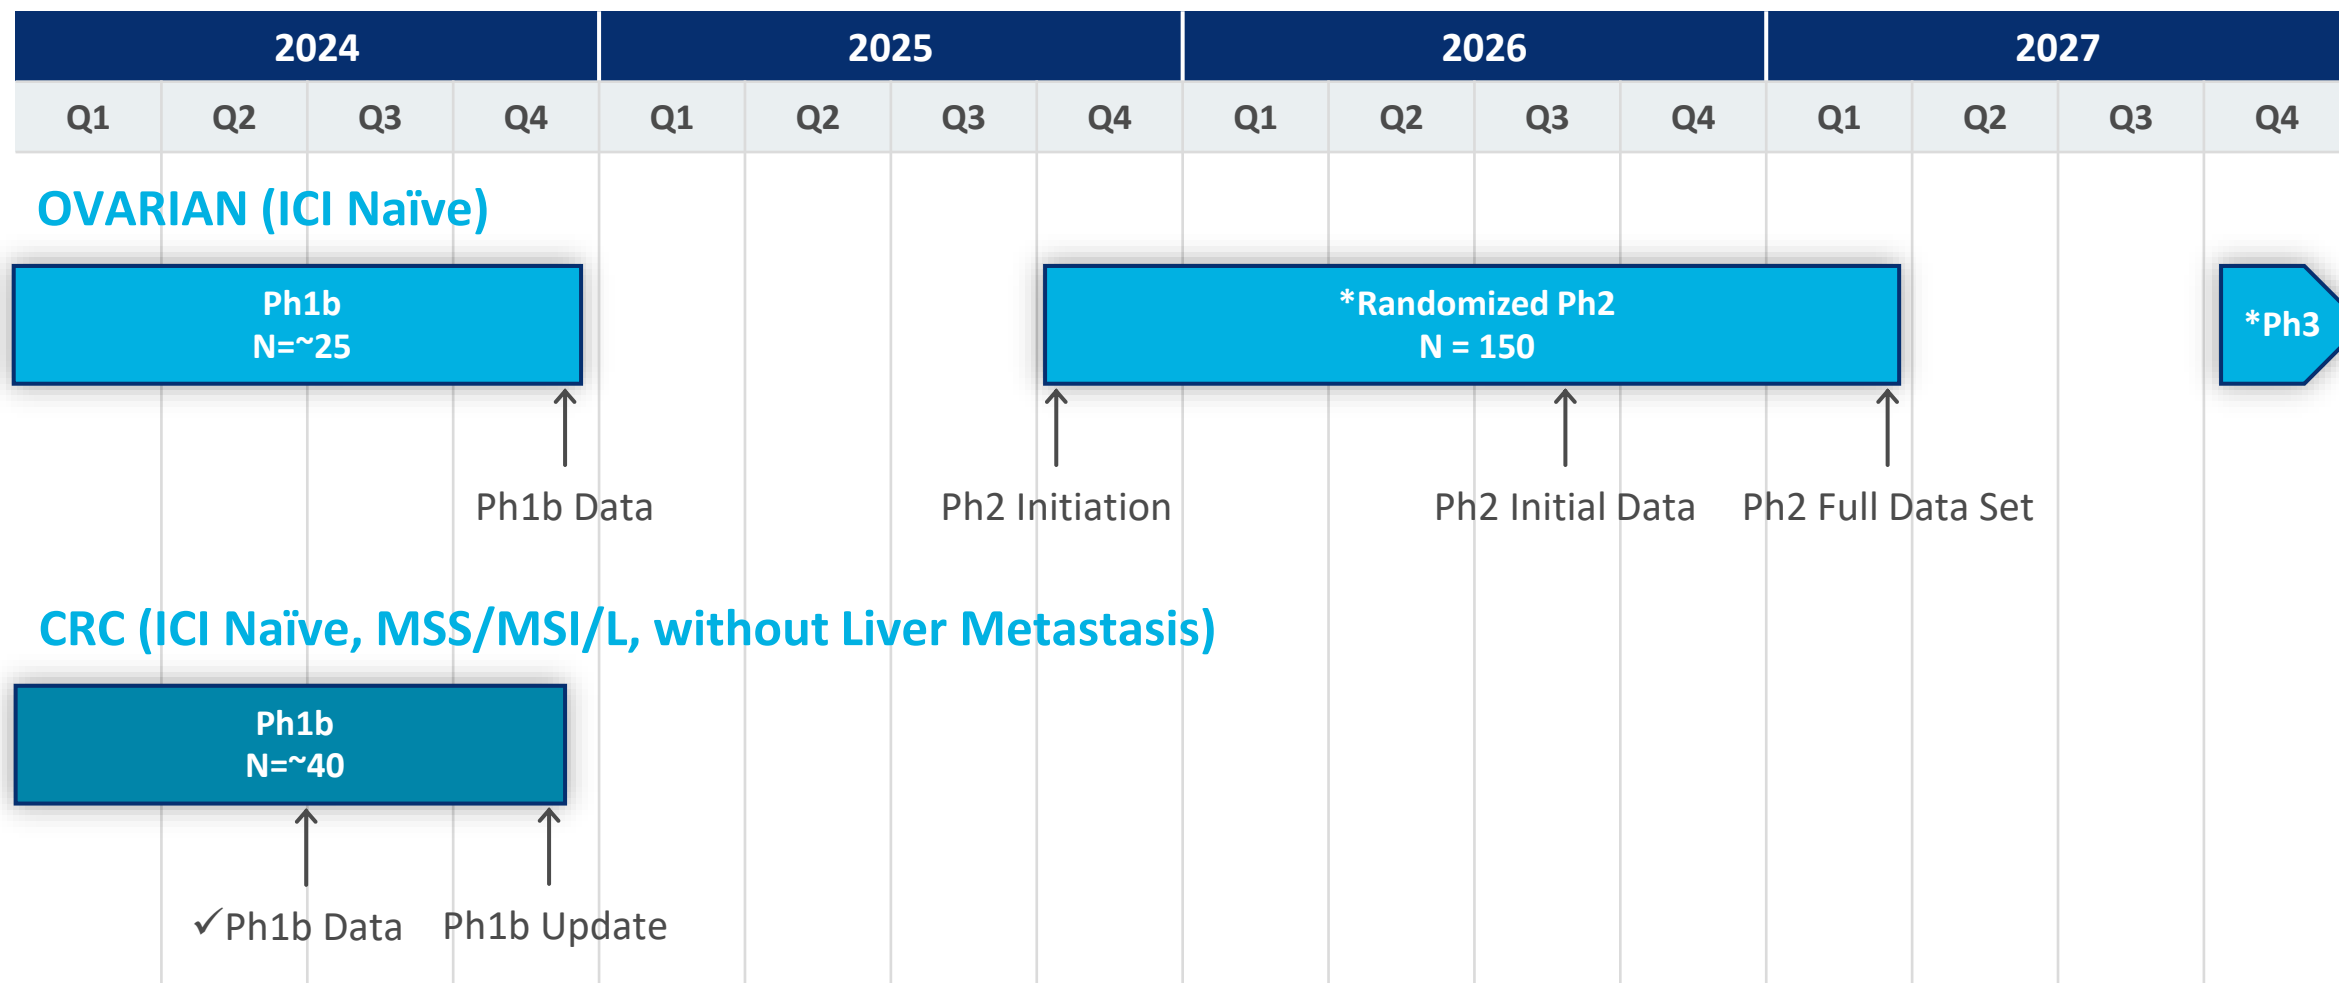 2024 2025 2026 2027
Q1 Q2 Q3 Q4 Q1 Q2 Q3 Q4 Q1 Q2 Q3 Q4 Q1 Q2 Q3 Q4
OVARIAN (ICI Naïve)
Ph1b
N=~25
*Randomized Ph2
N = 150
*Ph3
Ph1b Data
Ph2 Initiation
Ph2 Initial Data
Ph2 Full Data Set
CRC (ICI Naïve, MSS/MSI/L, without Liver Metastasis)
Ph1b
N=~40
✓Ph1b Data
Ph1b Update